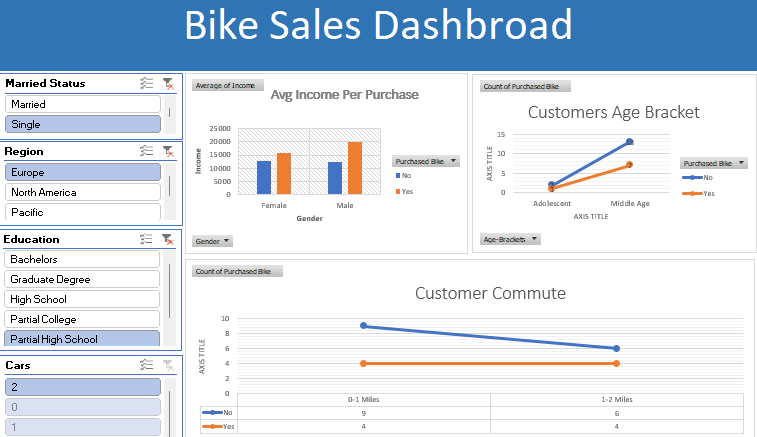 Bike Sales Dashbroad
Married Status
Married
Single
Region
Europe
North America
Pacific
Education
Bachelors
Graduate Degree
High School
Partial College
Partial High School
Cars
2
0
1
Average of Income
Avg Income Per Purchase
25000
20000
15000
10000
5000
0
Income
Female
Male
Gender
Purchased Bike
No
Yes
Gender
Count of Purchased Bike
Customers Age Bracket
15
10
5
0
AXIS TITLE
Adolescent
Middle Age
AXIS TITLE
Purchased Bike
No
Yes
Age-Brackets
Count of Purchased Bike
Customer Commute
10
8
6
4
2
0
AXIS TITLE
0-1 Miles 1-2 Miles
No 9 6
Yes 4 4